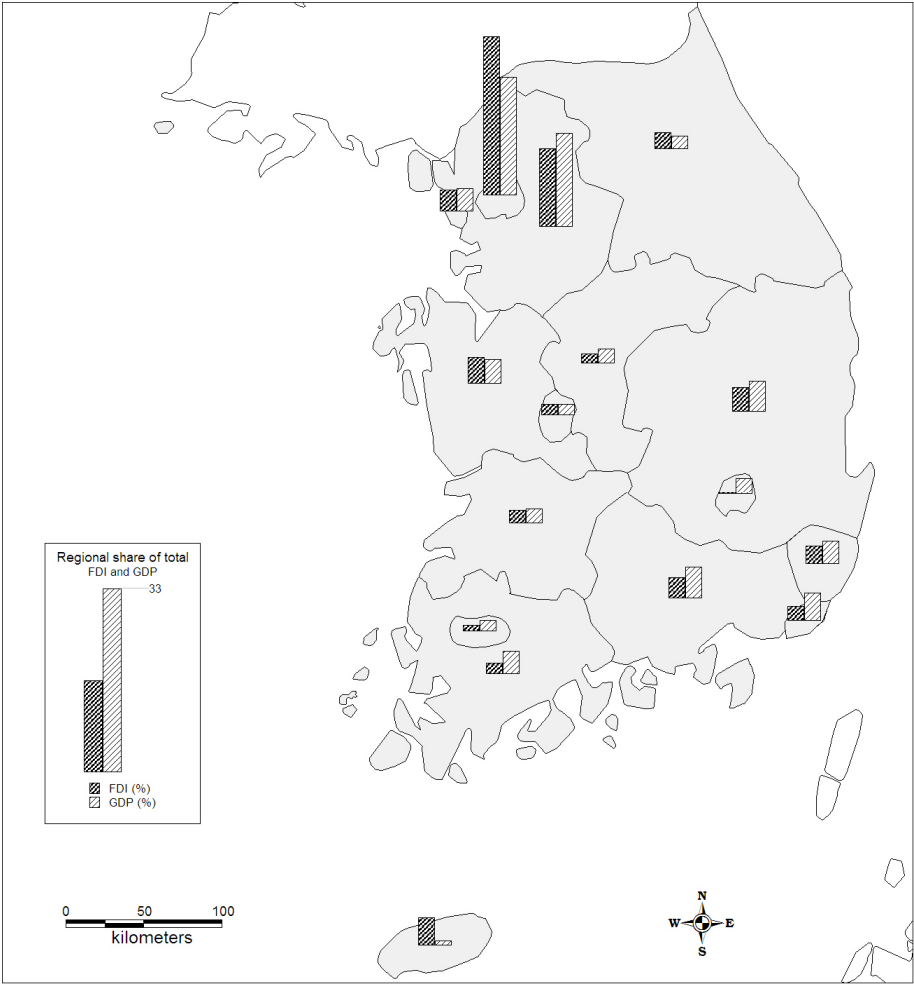 Regional share of total
FDI and GDP
33
FDI (%)
GDP (%)
0 50 100
kilometers
N
W E
S